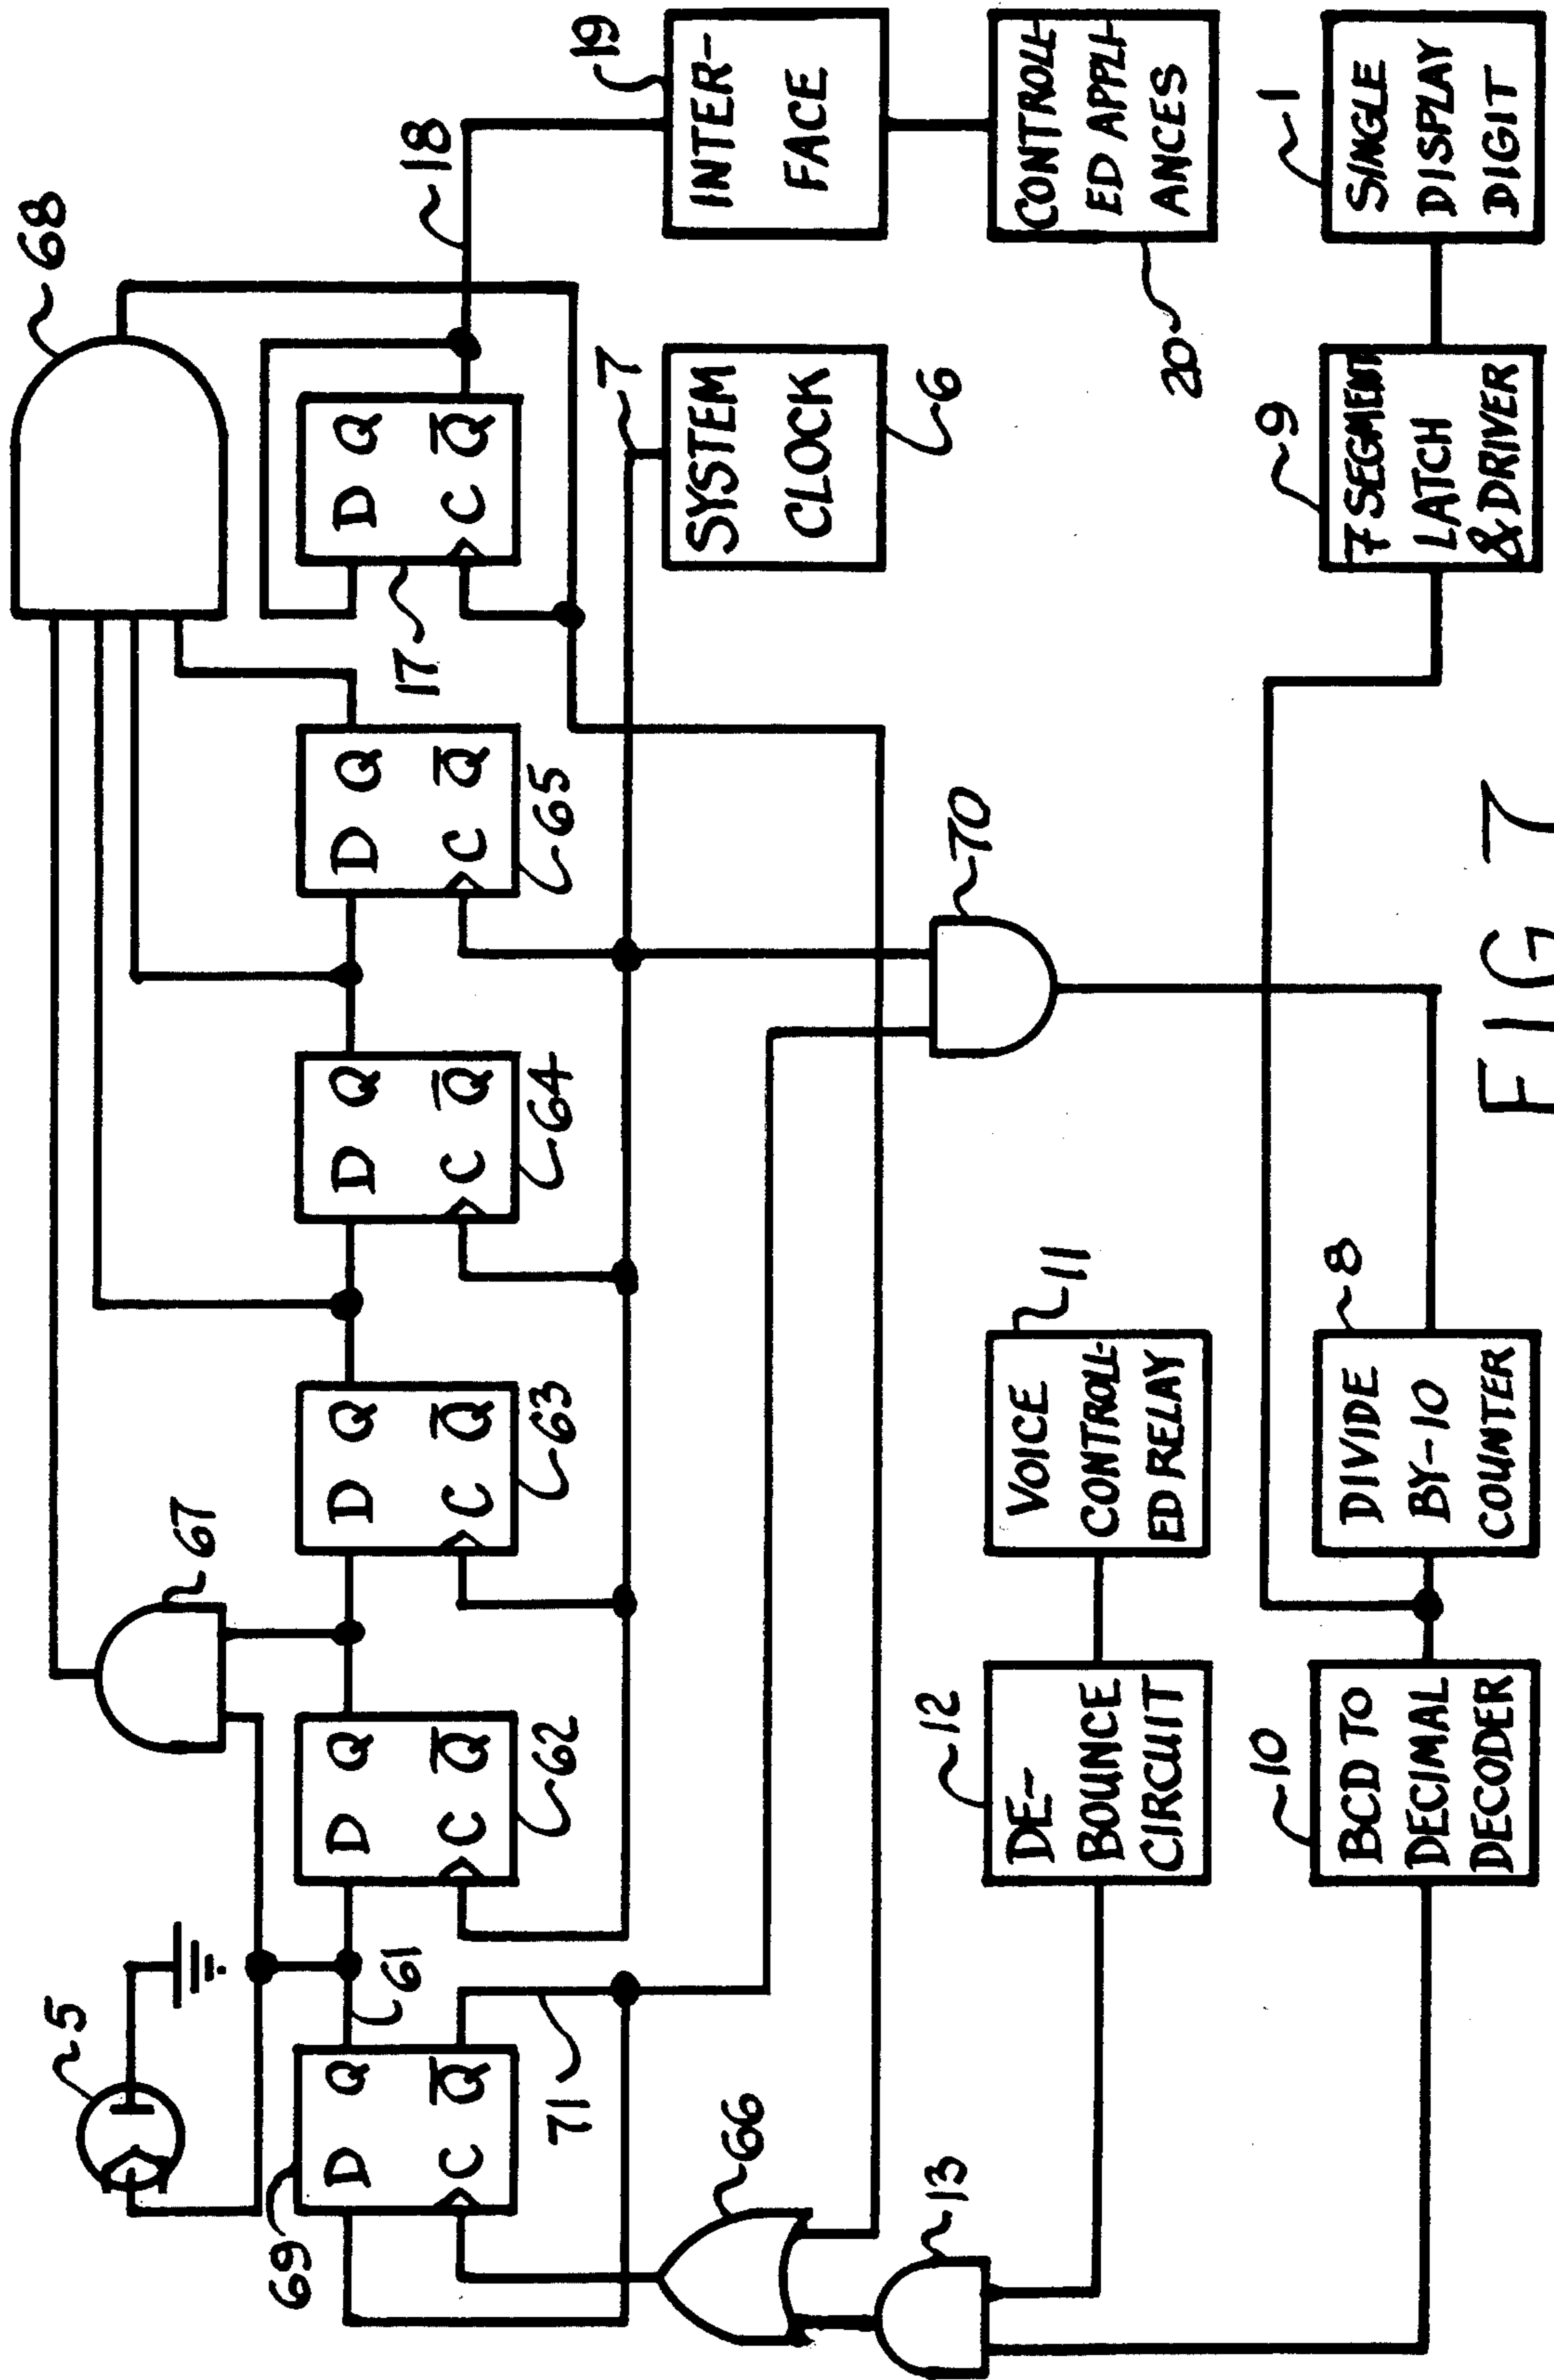 5
67
68
69
D Q
C Q̅
61
71
D Q
C Q̅
62
D Q
C Q̅
63
D Q
C Q̅
64
D Q
C Q̅
65
D Q
C Q̅
17
18
66
13
7
SYSTEM
CLOCK
6
19
INTER-
FACE
12
DE-
BOUNCE
CIRCUIT
11
VOICE
CONTROLL-
ED RELAY
70
20
CONTROLL-
ED APPLI-
ANCES
10
BCD TO
DECIMAL
DECODER
8
DIVIDE
BY-10
COUNTER
9
7 SEGMENT
LATCH
& DRIVER
1
SINGLE
DISPLAY
DIGIT
FIG 7